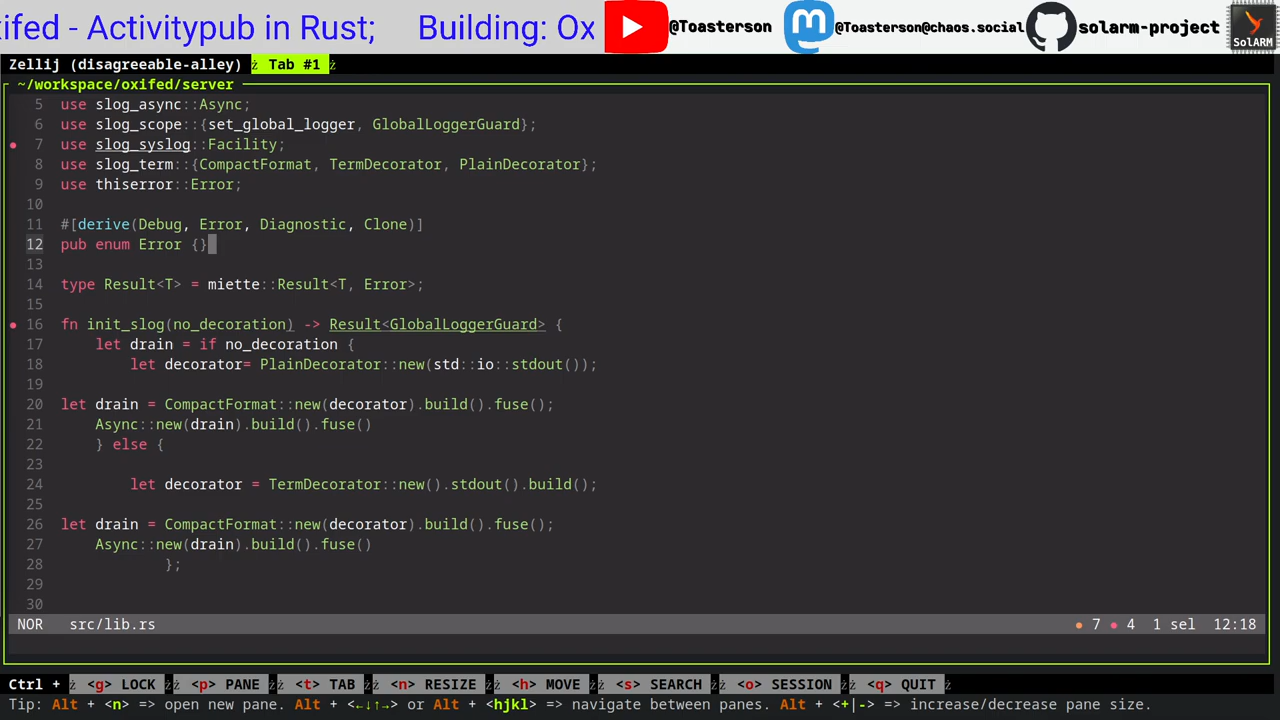 ifed - Activitypub in Rust; Building: Ox
@Toasterson
@Toasterson@chaos.social
solarm-project
SolARM
Zellij (disagreeable-alley) Tab #1
~/workspace/oxifed/server
5 use slog_async::Async;
6 use slog_scope::{set_global_logger, GlobalLoggerGuard};
7 use slog_syslog::Facility;
8 use slog_term::{CompactFormat, TermDecorator, PlainDecorator};
9 use thiserror::Error;
10
11 #[derive(Debug, Error, Diagnostic, Clone)]
12 pub enum Error {}
13
14 type Result<T> = miette::Result<T, Error>;
15
16 fn init_slog(no_decoration) -> Result<GlobalLoggerGuard> {
17 let drain = if no_decoration {
18 let decorator= PlainDecorator::new(std::io::stdout());
19
20 let drain = CompactFormat::new(decorator).build().fuse();
21 Async::new(drain).build().fuse()
22 } else {
23
24 let decorator = TermDecorator::new().stdout().build();
25
26 let drain = CompactFormat::new(decorator).build().fuse();
27 Async::new(drain).build().fuse()
28 };
29
30
NOR src/lib.rs ● 7 ● 4 1 sel 12:18
Ctrl + <g> LOCK <p> PANE <t> TAB <n> RESIZE <h> MOVE <s> SEARCH <o> SESSION <q> QUIT
Tip: Alt + <n> => open new pane. Alt + <←↓↑→> or Alt + <hjkl> => navigate between panes. Alt + <+|-> => increase/decrease pane size.